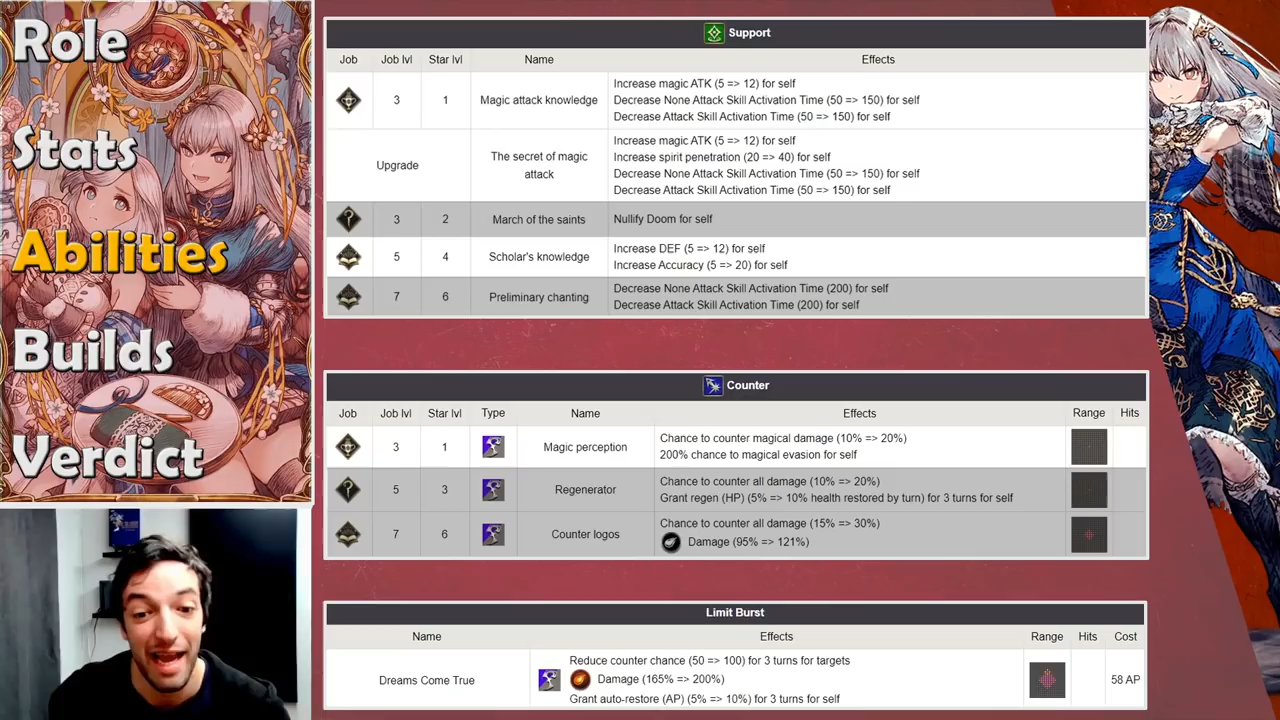 Role
Stats
Abilities
Builds
Verdict
Support
Job Job lvl Star lvl Name Effects
3 1 Magic attack knowledge
Increase magic ATK (5 => 12) for self
Decrease None Attack Skill Activation Time (50 => 150) for self
Decrease Attack Skill Activation Time (50 => 150) for self
Upgrade
The secret of magic
attack
Increase magic ATK (5 => 12) for self
Increase spirit penetration (20 => 40) for self
Decrease None Attack Skill Activation Time (50 => 150) for self
Decrease Attack Skill Activation Time (50 => 150) for self
3 2 March of the saints Nullify Doom for self
5 4 Scholar's knowledge
Increase DEF (5 => 12) for self
Increase Accuracy (5 => 20) for self
7 6 Preliminary chanting
Decrease None Attack Skill Activation Time (200) for self
Decrease Attack Skill Activation Time (200) for self
Counter
Job Job lvl Star lvl Type Name Effects Range Hits
3 1 Magic perception
Chance to counter magical damage (10% => 20%)
200% chance to magical evasion for self
5 3 Regenerator
Chance to counter all damage (10% => 20%)
Grant regen (HP) (5% => 10% health restored by turn) for 3 turns for self
7 6 Counter logos
Chance to counter all damage (15% => 30%)
Damage (95% => 121%)
Limit Burst
Name Effects Range Hits Cost
Dreams Come True
Reduce counter chance (50 => 100) for 3 turns for targets
Damage (165% => 200%)
Grant auto-restore (AP) (5% => 10%) for 3 turns for self
58 AP